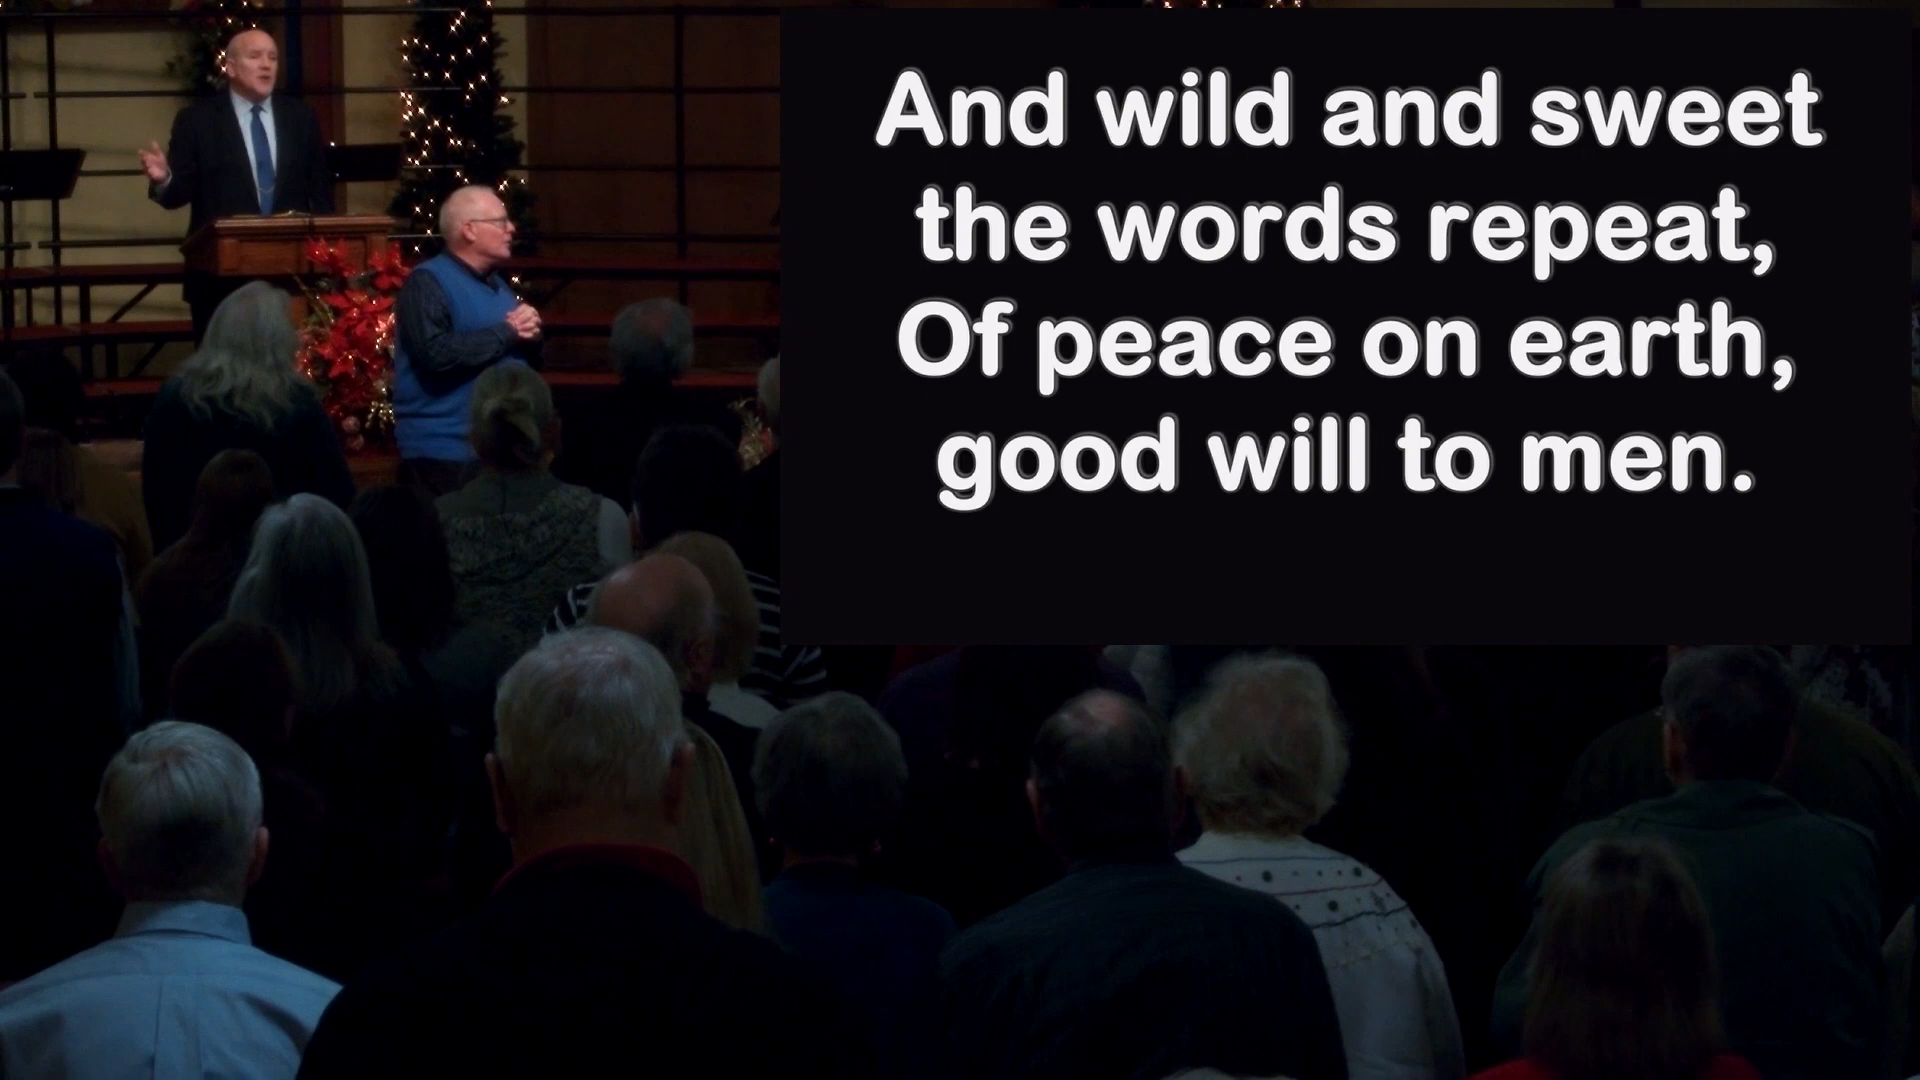 And wild and sweet
the words repeat,
Of peace on earth,
good will to men.